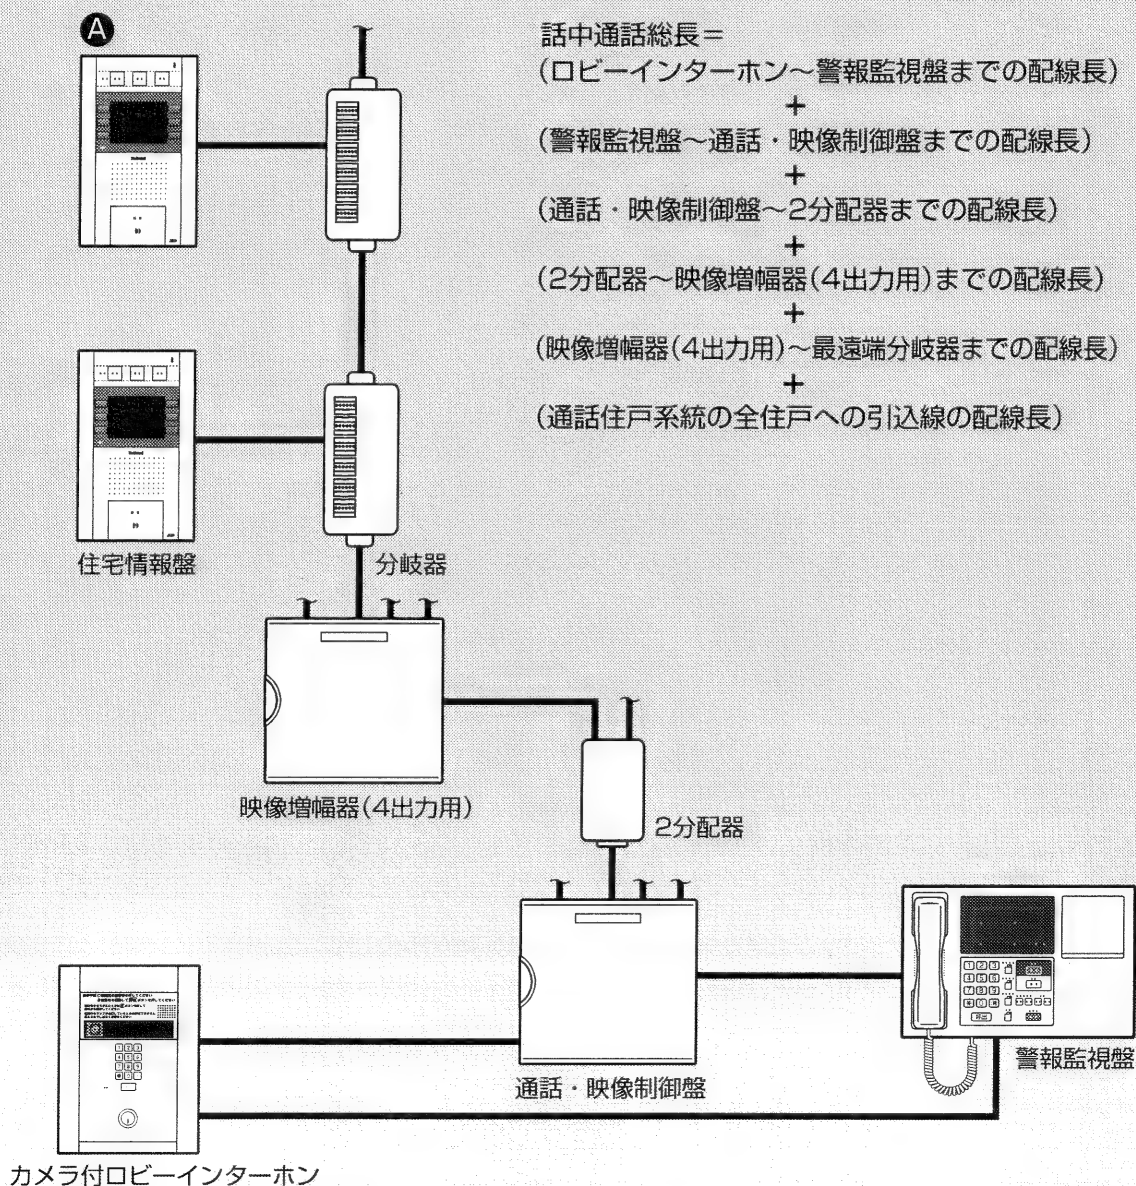 A
話中通話総長＝
(ロビーインターホン〜警報監視盤までの配線長)
＋
(警報監視盤〜通話・映像制御盤までの配線長)
＋
(通話・映像制御盤〜2分配器までの配線長)
＋
(2分配器〜映像増幅器(4出力用)までの配線長)
＋
(映像増幅器(4出力用)〜最遠端分岐器までの配線長)
＋
(通話住戸系統の全住戸への引込線の配線長)
住宅情報盤
分岐器
映像増幅器(4出力用)
2分配器
通話・映像制御盤
警報監視盤
カメラ付ロビーインターホン